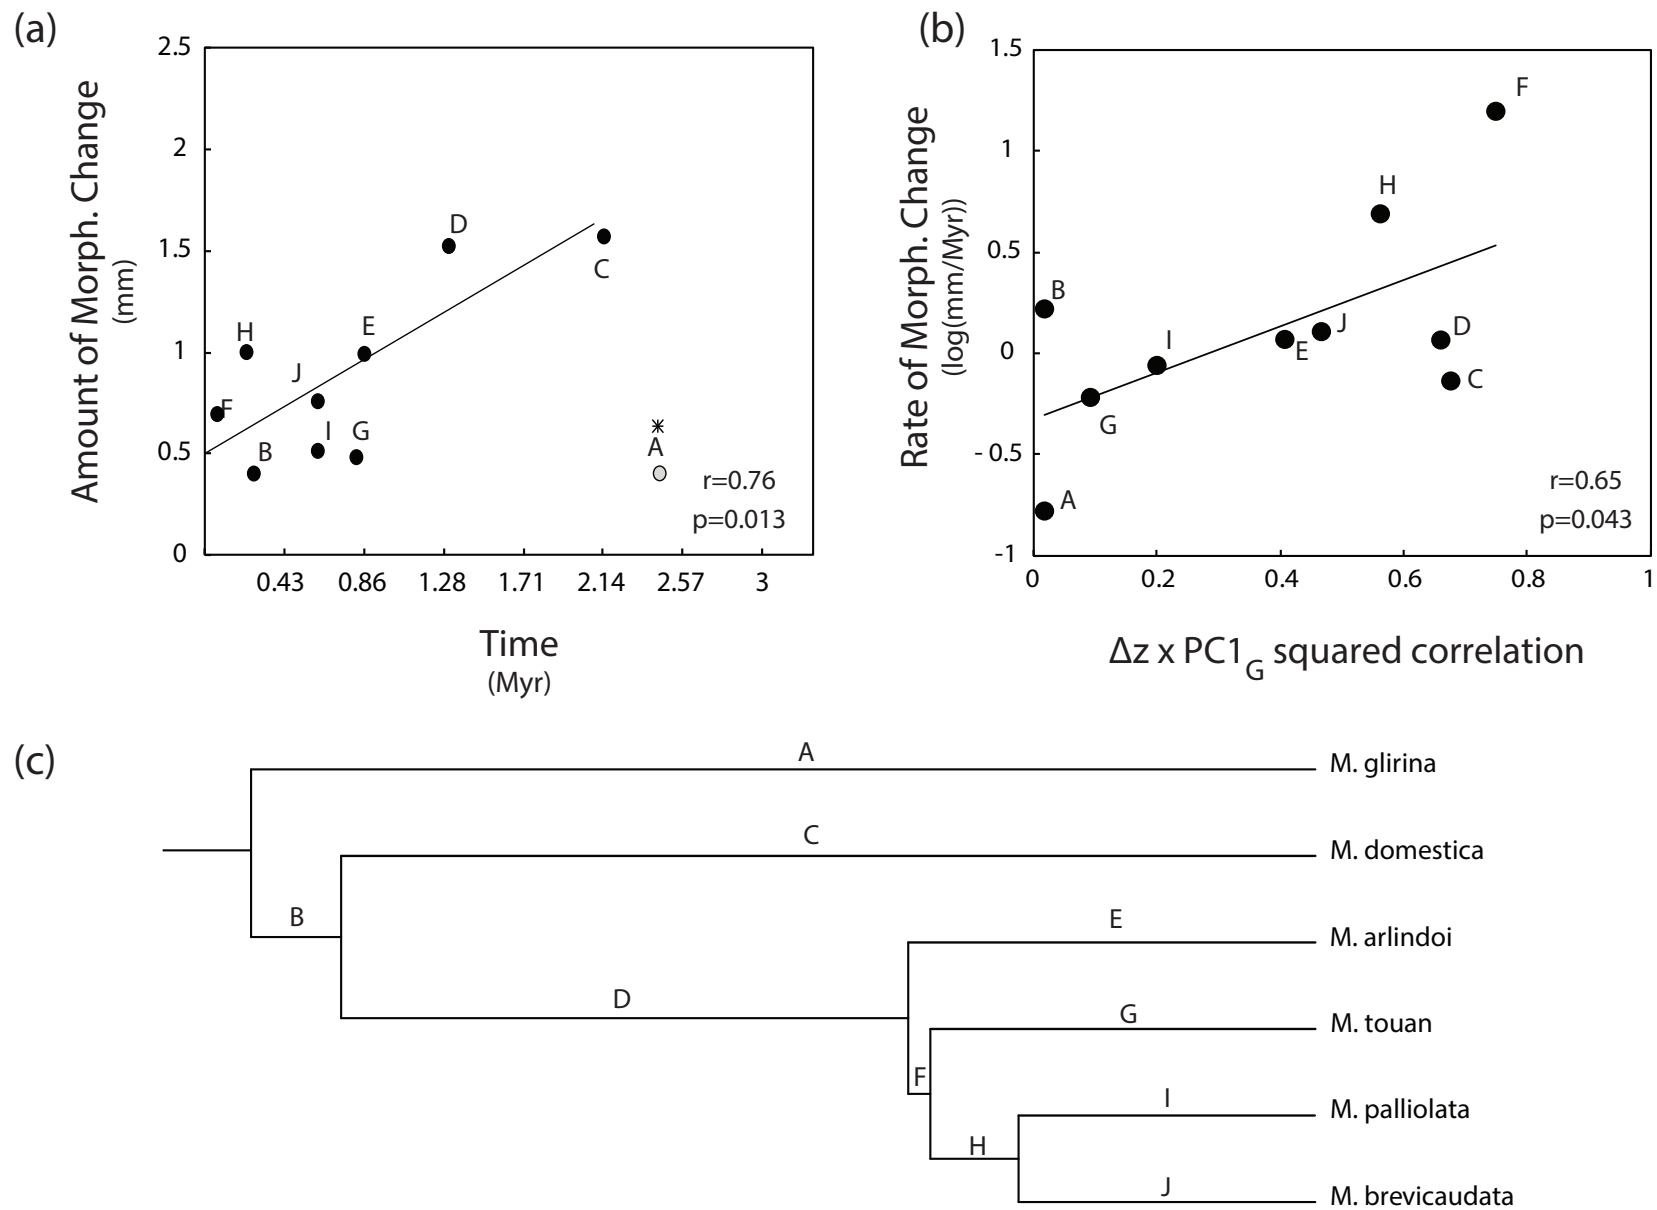 (a)
2.5
2
1.5
1
0.5
0
Amount of Morph. Change
(mm)
D
C
H
E
J
F
I
G
B
*
A
r=0.76
p=0.013
0.43 0.86 1.28 1.71 2.14 2.57 3
Time
(Myr)
(b)
1.5
1
0.5
0
- 0.5
-1
Rate of Morph. Change
(log(mm/Myr))
F
H
B
I
J
D
E
C
G
A
r=0.65
p=0.043
0 0.2 0.4 0.6 0.8 1
Δz x PC1G squared correlation
(c)
A
M. glirina
C
M. domestica
B
E
M. arlindoi
D
G
M. touan
F
I
M. palliolata
H
J
M. brevicaudata